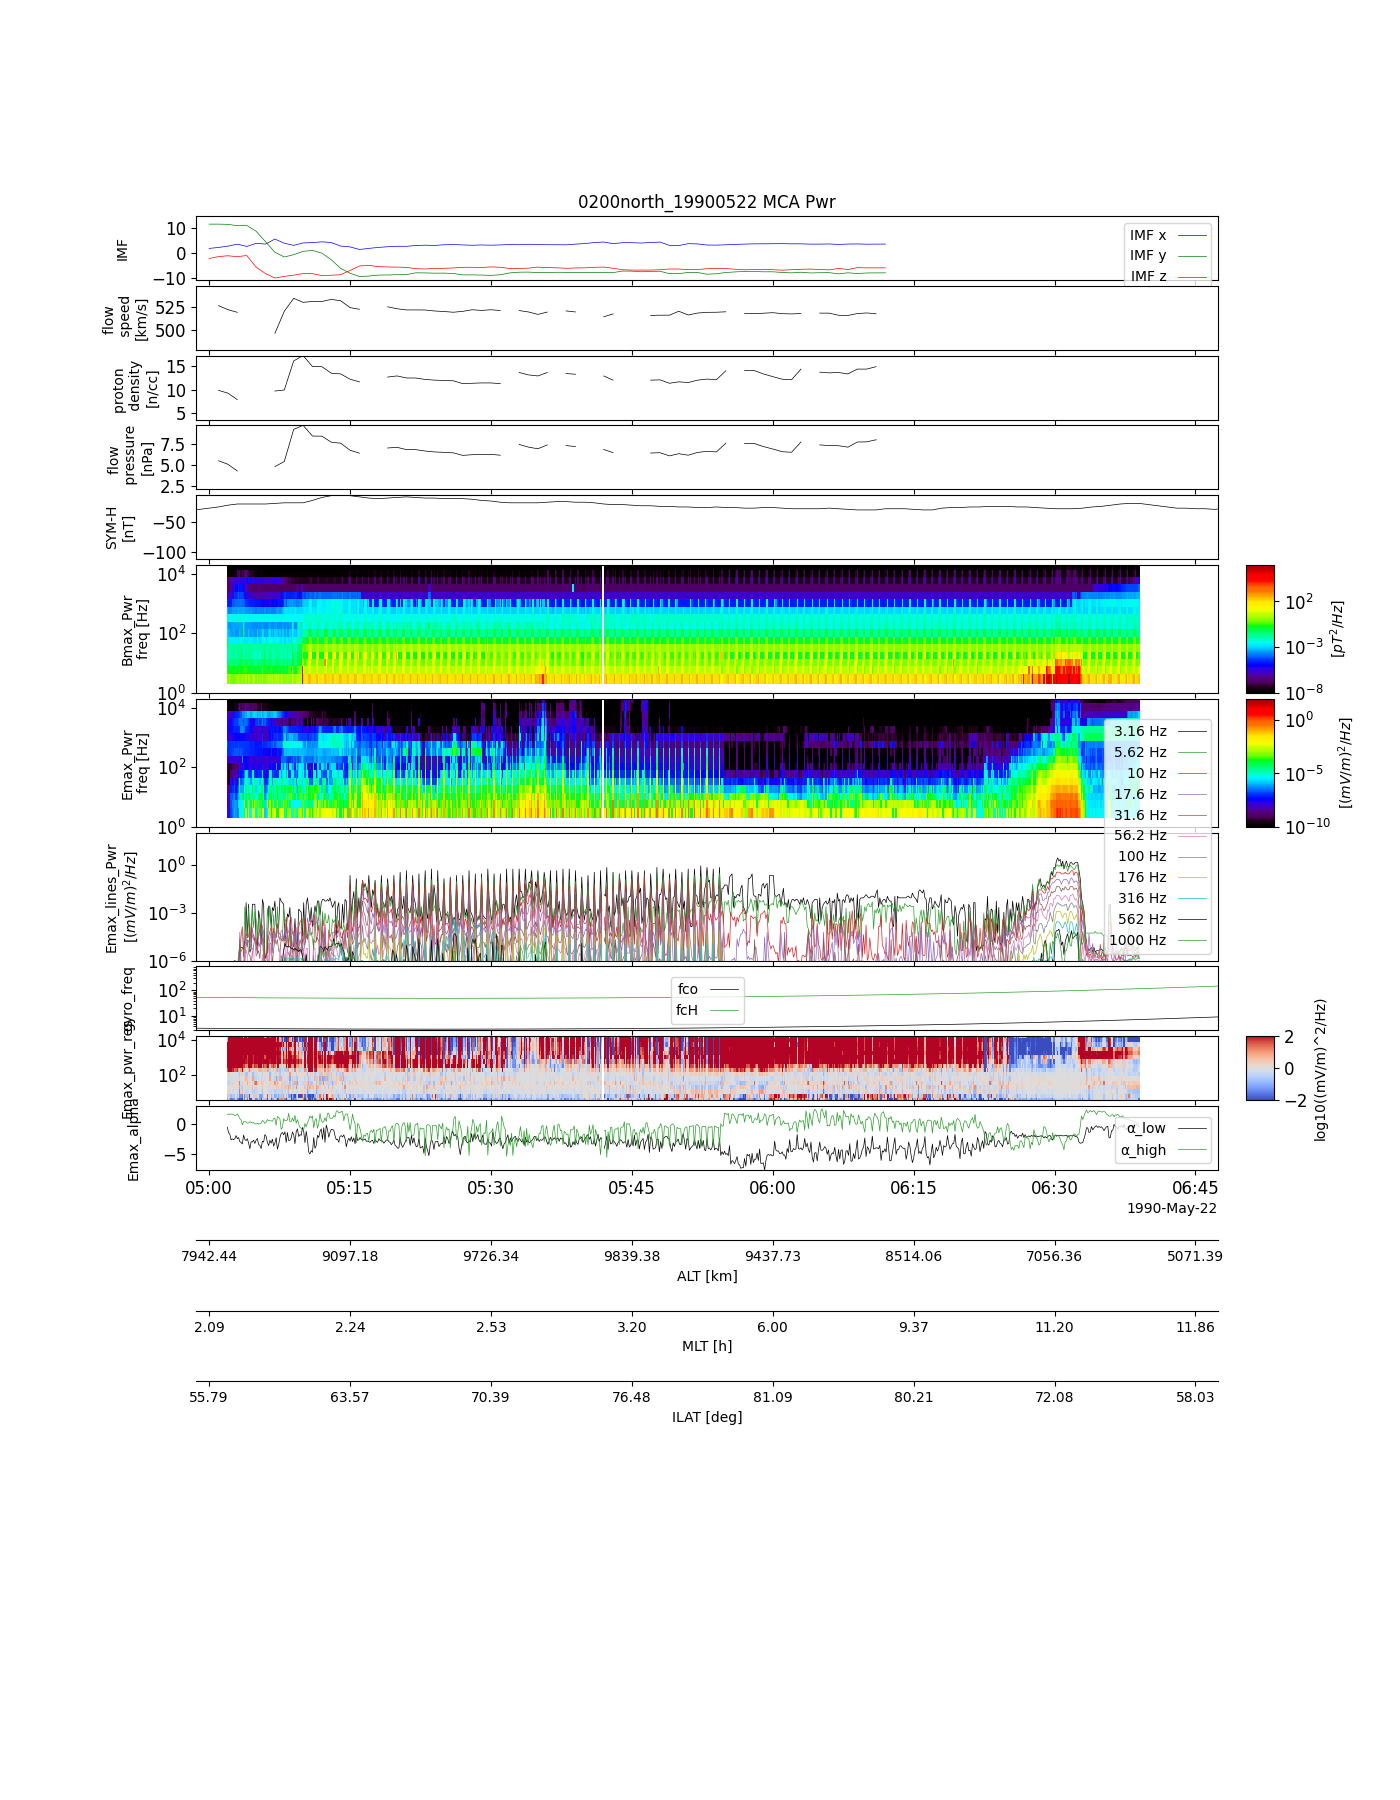 0200north_19900522 MCA Pwr
IMF
10
0
−10
IMF x
IMF y
IMF z
flow
speed
[km/s]
525
500
proton
density
[n/cc]
15
10
5
flow
pressure
[nPa]
7.5
5.0
2.5
SYM-H
[nT]
−50
−100
Bmax_Pwr
freq [Hz]
10^4
10^2
10^0
10^2
10^−3
10^−8
[pT^2/Hz]
Emax_Pwr
freq [Hz]
10^4
10^2
10^0
10^0
10^−5
10^−10
[(mV/m)^2/Hz]
3.16 Hz
5.62 Hz
10 Hz
17.6 Hz
31.6 Hz
56.2 Hz
100 Hz
176 Hz
316 Hz
562 Hz
1000 Hz
Emax_lines_Pwr
[(mV/m)^2/Hz]
10^0
10^−3
10^−6
gyro_freq
10^2
10^1
fco
fcH
Emax_pwr_reg
10^4
10^2
2
0
−2
log10((mV/m)^2/Hz)
Emax_alpha
0
−5
α_low
α_high
05:00 05:15 05:30 05:45 06:00 06:15 06:30 06:45
1990-May-22
7942.44 9097.18 9726.34 9839.38 9437.73 8514.06 7056.36 5071.39
ALT [km]
2.09 2.24 2.53 3.20 6.00 9.37 11.20 11.86
MLT [h]
55.79 63.57 70.39 76.48 81.09 80.21 72.08 58.03
ILAT [deg]